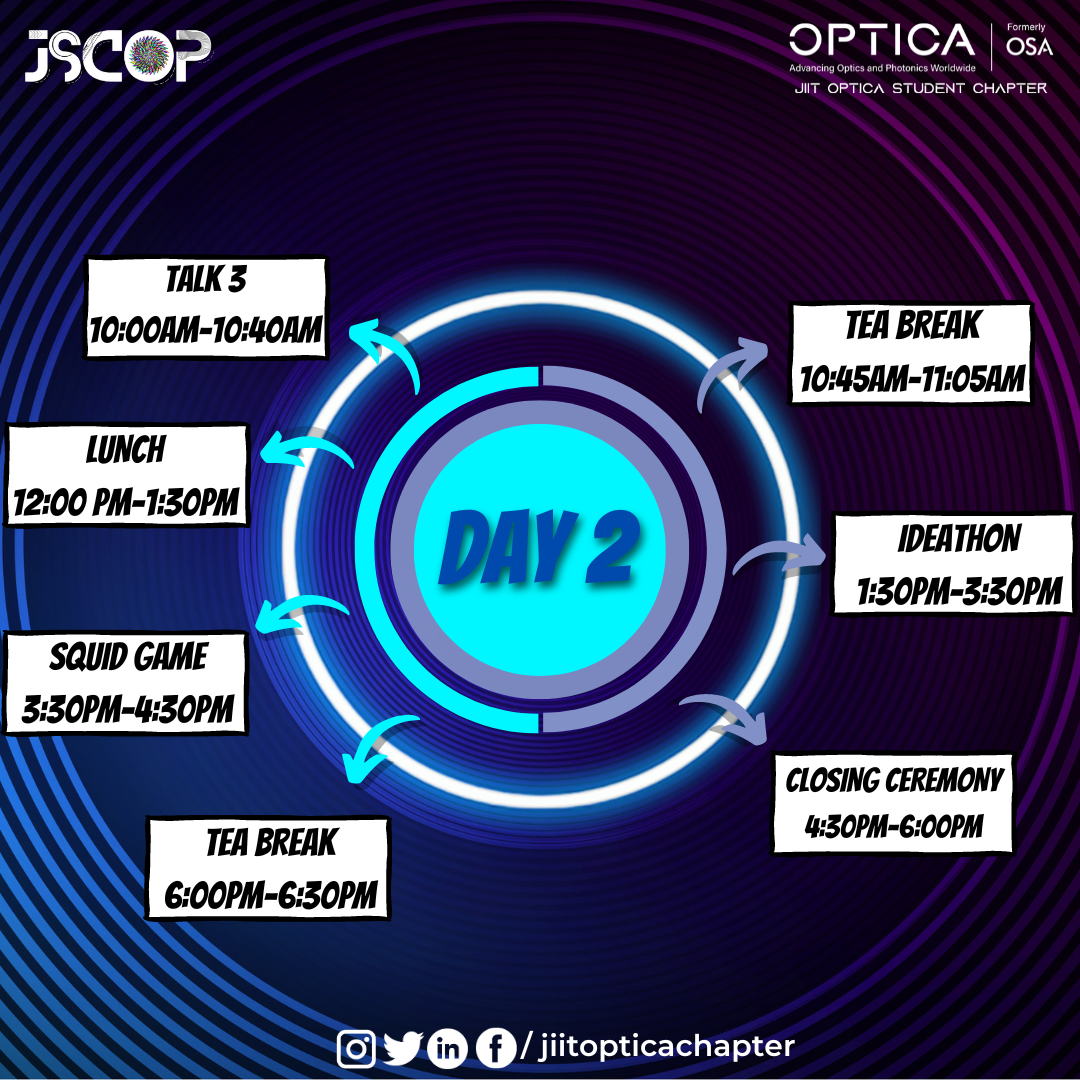 JSCOP
OPTICA
Formerly
OSA
Advancing Optics and Photonics Worldwide
JIIT OPTICA STUDENT CHAPTER
TALK 3
10:00AM-10:40AM
TEA BREAK
10:45AM-11:05AM
LUNCH
12:00 PM-1:30PM
IDEATHON
1:30PM-3:30PM
DAY 2
SQUID GAME
3:30PM-4:30PM
CLOSING CEREMONY
4:30PM-6:00PM
TEA BREAK
6:00PM-6:30PM
/ jiitopticachapter